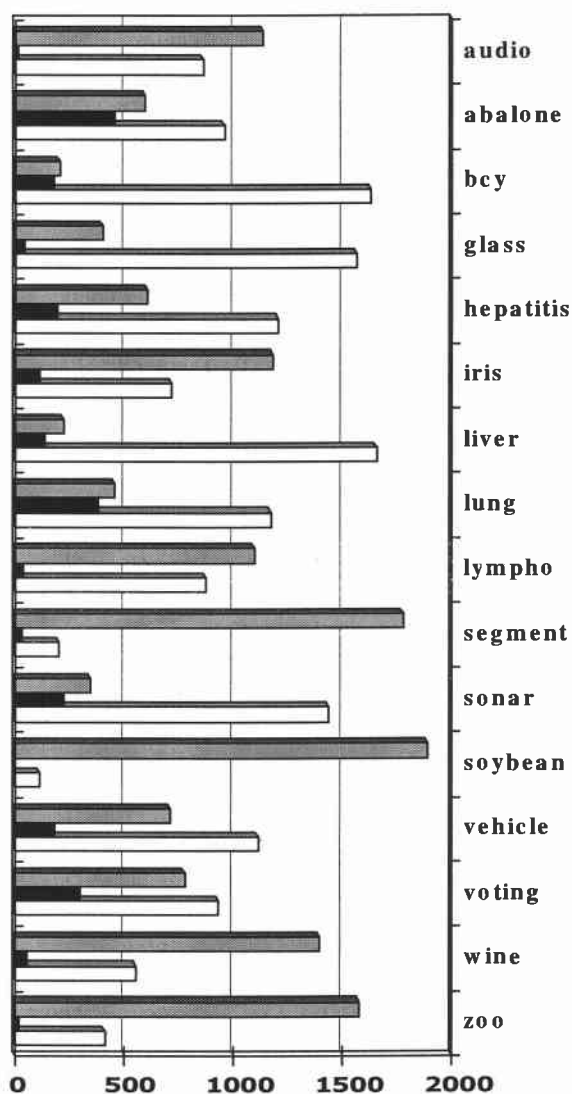 audio
abalone
bcy
glass
hepatitis
iris
liver
lung
lympho
segment
sonar
soybean
vehicle
voting
wine
zoo
0 500 1000 1500 2000